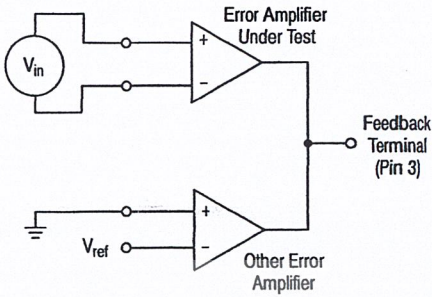 Error Amplifier
Under Test
+
−
Vin
Feedback
Terminal
(Pin 3)
+
Vref
−
Other Error
Amplifier